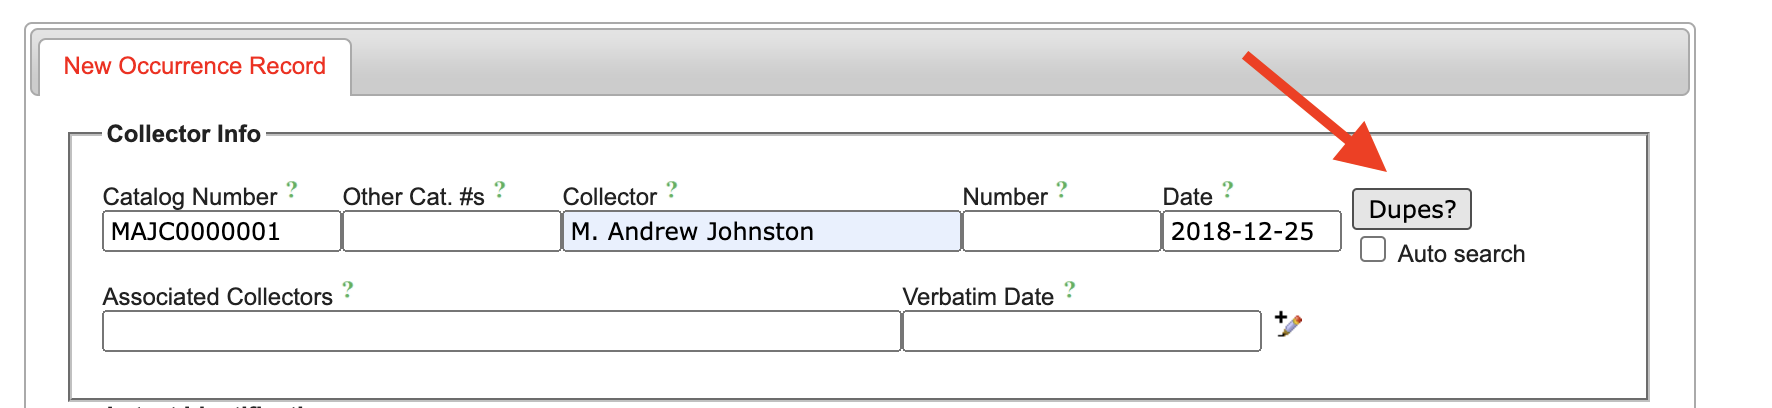 New Occurrence Record
Collector Info
Catalog Number ? Other Cat. #s ? Collector ? Number ? Date ? Dupes?
MAJC0000001 M. Andrew Johnston 2018-12-25
Auto search
Associated Collectors ? Verbatim Date ?